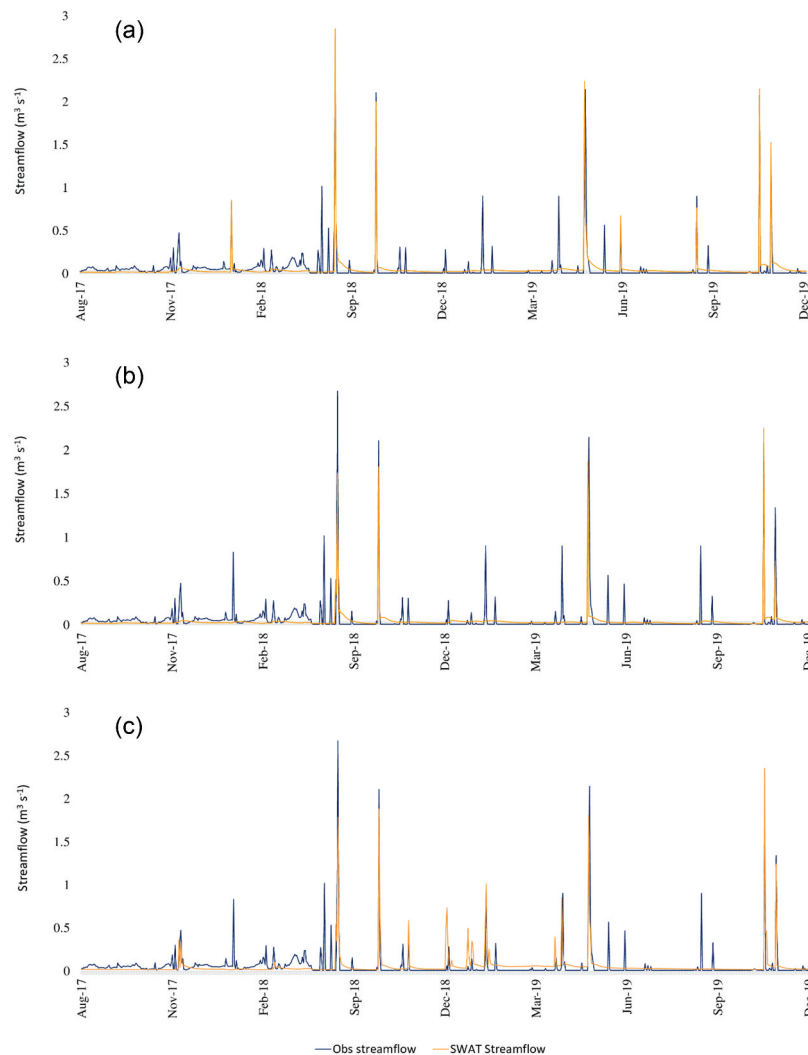 (a)
3
2.5
2
1.5
1
0.5
0
Streamflow (m³ s⁻¹)
Aug-17 Nov-17 Feb-18 Sep-18 Dec-18 Mar-19 Jun-19 Sep-19 Dec-19
(b)
3
2.5
2
1.5
1
0.5
0
Streamflow (m³ s⁻¹)
Aug-17 Nov-17 Feb-18 Sep-18 Dec-18 Mar-19 Jun-19 Sep-19 Dec-19
(c)
3
2.5
2
1.5
1
0.5
0
Streamflow (m³ s⁻¹)
Aug-17 Nov-17 Feb-18 Sep-18 Dec-18 Mar-19 Jun-19 Sep-19
Obs streamflow SWAT Streamflow